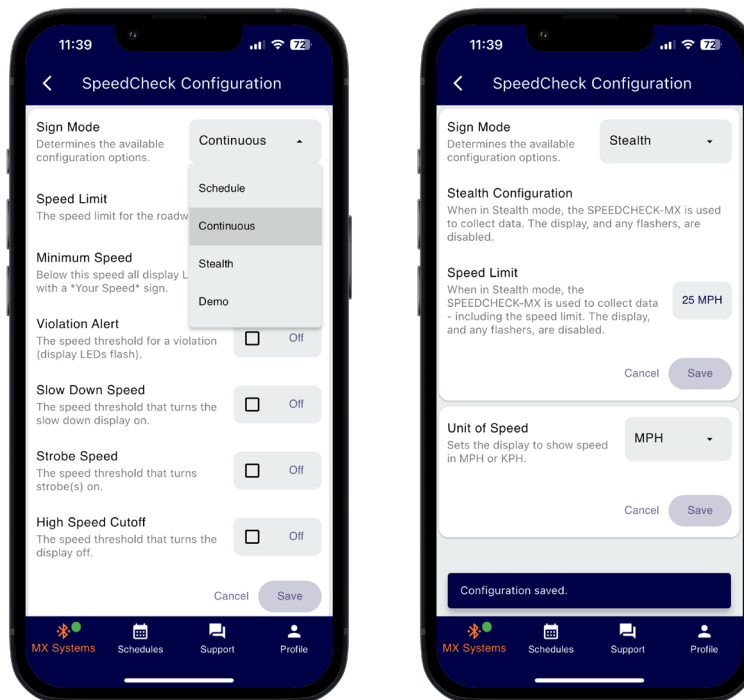 11:39
72
SpeedCheck Configuration
Sign Mode
Determines the available
configuration options.
Continuous
Schedule
Continuous
Stealth
Demo
Speed Limit
The speed limit for the roadw
Minimum Speed
Below this speed all display L
with a *Your Speed* sign.
Violation Alert
The speed threshold for a violation
(display LEDs flash).
Off
Slow Down Speed
The speed threshold that turns the
slow down display on.
Off
Strobe Speed
The speed threshold that turns
strobe(s) on.
Off
High Speed Cutoff
The speed threshold that turns the
display off.
Off
Cancel Save
MX Systems Schedules Support Profile
11:39
72
SpeedCheck Configuration
Sign Mode
Determines the available
configuration options.
Stealth
Stealth Configuration
When in Stealth mode, the SPEEDCHECK-MX is used
to collect data. The display, and any flashers, are
disabled.
Speed Limit
When in Stealth mode, the
SPEEDCHECK-MX is used to collect data
- including the speed limit. The display,
and any flashers, are disabled.
25 MPH
Cancel Save
Unit of Speed
Sets the display to show speed
in MPH or KPH.
MPH
Cancel Save
Configuration saved.
MX Systems Schedules Support Profile